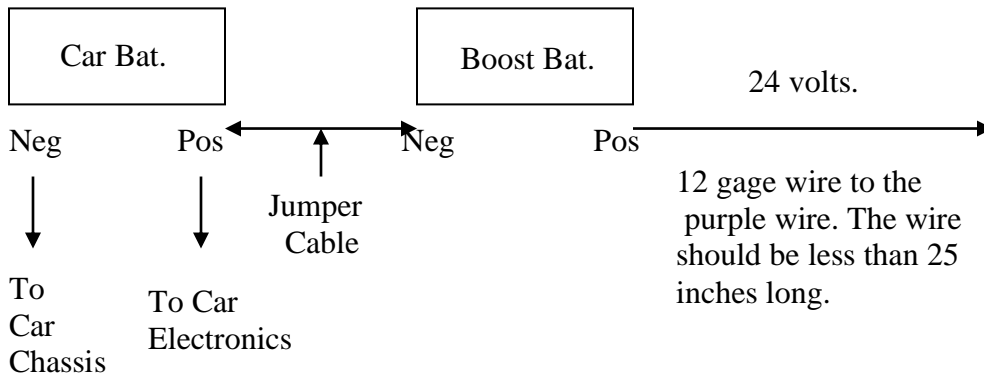 Car Bat.
Boost Bat.
24 volts.
Neg
Pos
Neg
Pos
Jumper
Cable
12 gage wire to the
purple wire. The wire
should be less than 25
inches long.
To
Car
Chassis
To Car
Electronics